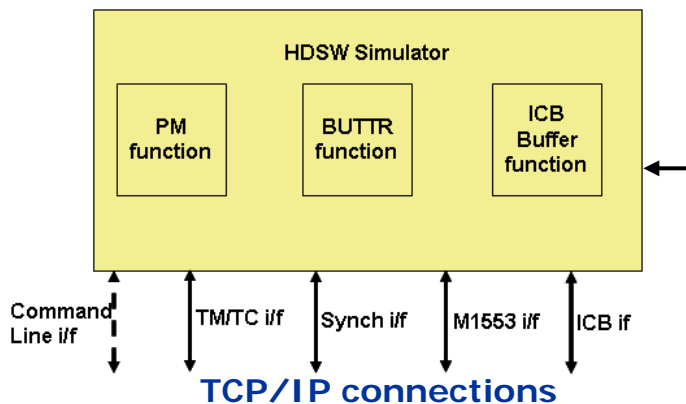 HDSW Simulator
PM
function
BUTTR
function
ICB
Buffer
function
Command
Line i/f
TM/TC i/f
Synch i/f
M1553 i/f
ICB if
TCP/IP connections